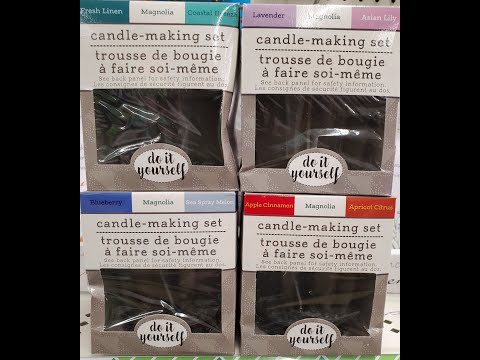 Fresh Linen Magnolia Coastal Breeze
candle-making set
trousse de bougie
à faire soi-même
See back panel for safety information.
Les consignes de sécurité figurent au dos.
do it
yourself
Lavender Magnolia Asian Lily
candle-making set
trousse de bougie
à faire soi-même
See back panel for safety information.
Les consignes de sécurité figurent au dos.
do it
yourself
Blueberry Magnolia Sea Spray Mist
candle-making set
trousse de bougie
à faire soi-même
See back panel for safety information.
Les consignes de sécurité figurent au dos.
do it
yourself
Apple Cinnamon Magnolia Apricot Citrus
candle-making set
trousse de bougie
à faire soi-même
See back panel for safety information.
Les consignes de sécurité figurent au dos.
do it
yourself